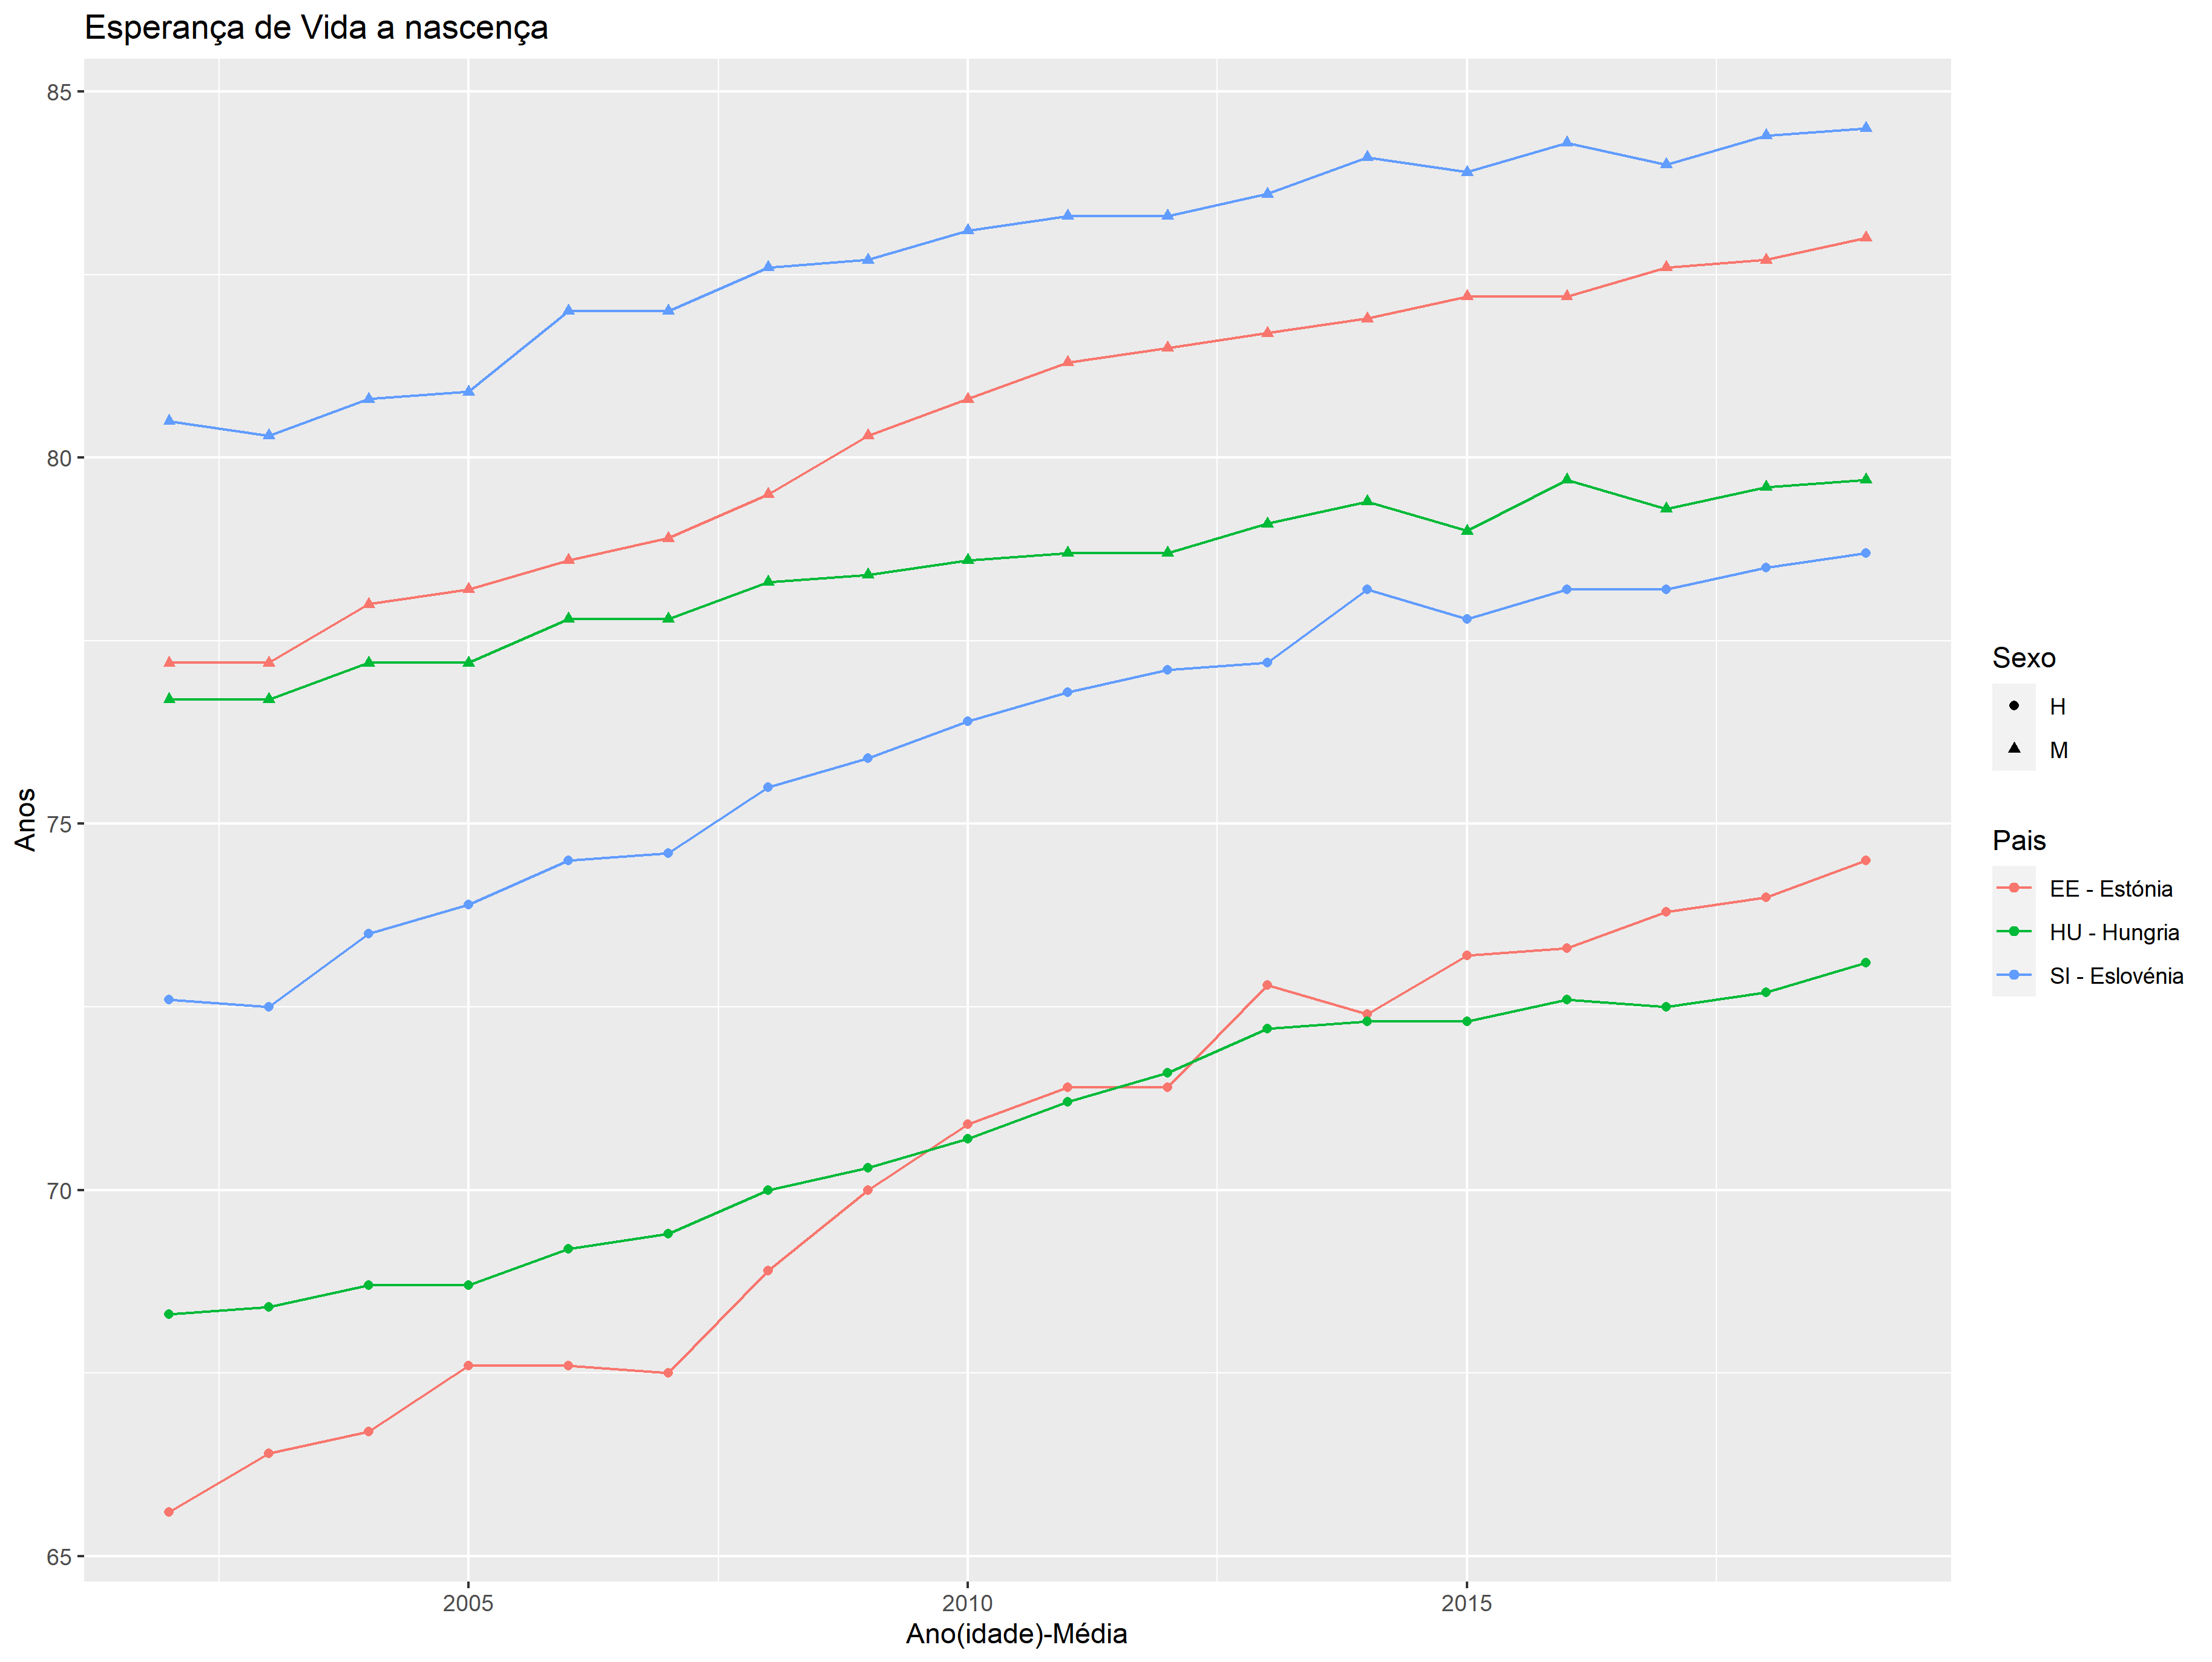 Esperança de Vida a nascença
85
80
75
70
65
Anos
2005
2010
2015
Ano(idade)-Média
Sexo
H
M
Pais
EE - Estónia
HU - Hungria
SI - Eslovénia